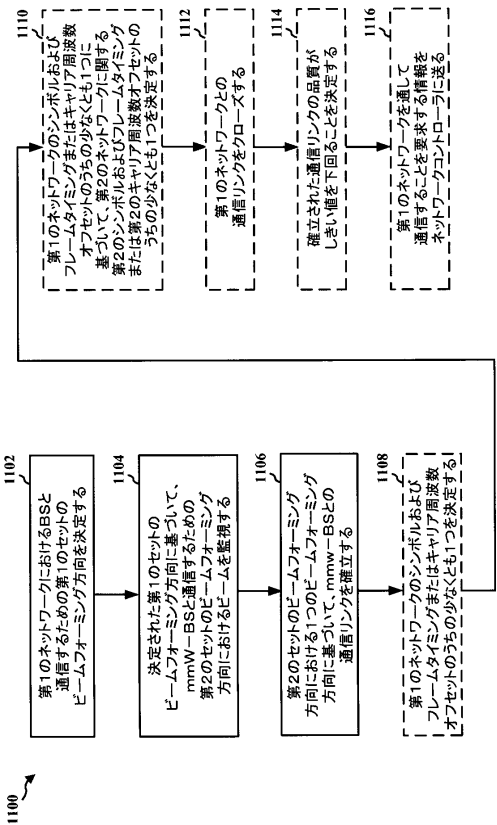 1100
1102
第1のネットワークにおけるBSと
通信するための第1のセットの
ビームフォーミング方向を決定する
1104
決定された第1のセットの
ビームフォーミング方向に基づいて、
mmW-BSと通信するための
第2のセットのビームフォーミング
方向におけるビームを監視する
1106
第2のセットのビームフォーミング
方向における1つのビームフォーミング
方向に基づいて、mmw-BSとの
通信リンクを確立する
1108
第1のネットワークのシンボルおよび
フレームタイミングまたはキャリア周波数
オフセットのうちの少なくとも1つを決定する
1110
第1のネットワークのシンボルおよび
フレームタイミングまたはキャリア周波数
オフセットのうちの少なくとも1つに
基づいて、第2のネットワークに関する
第2のシンボルおよびフレームタイミング
または第2のキャリア周波数オフセットの
うちの少なくとも1つを決定する
1112
第1のネットワークとの
通信リンクをクローズする
1114
確立された通信リンクの品質が
しきい値を下回ることを決定する
1116
第1のネットワークを通して
通信することを要求する情報を
ネットワークコントローラに送る